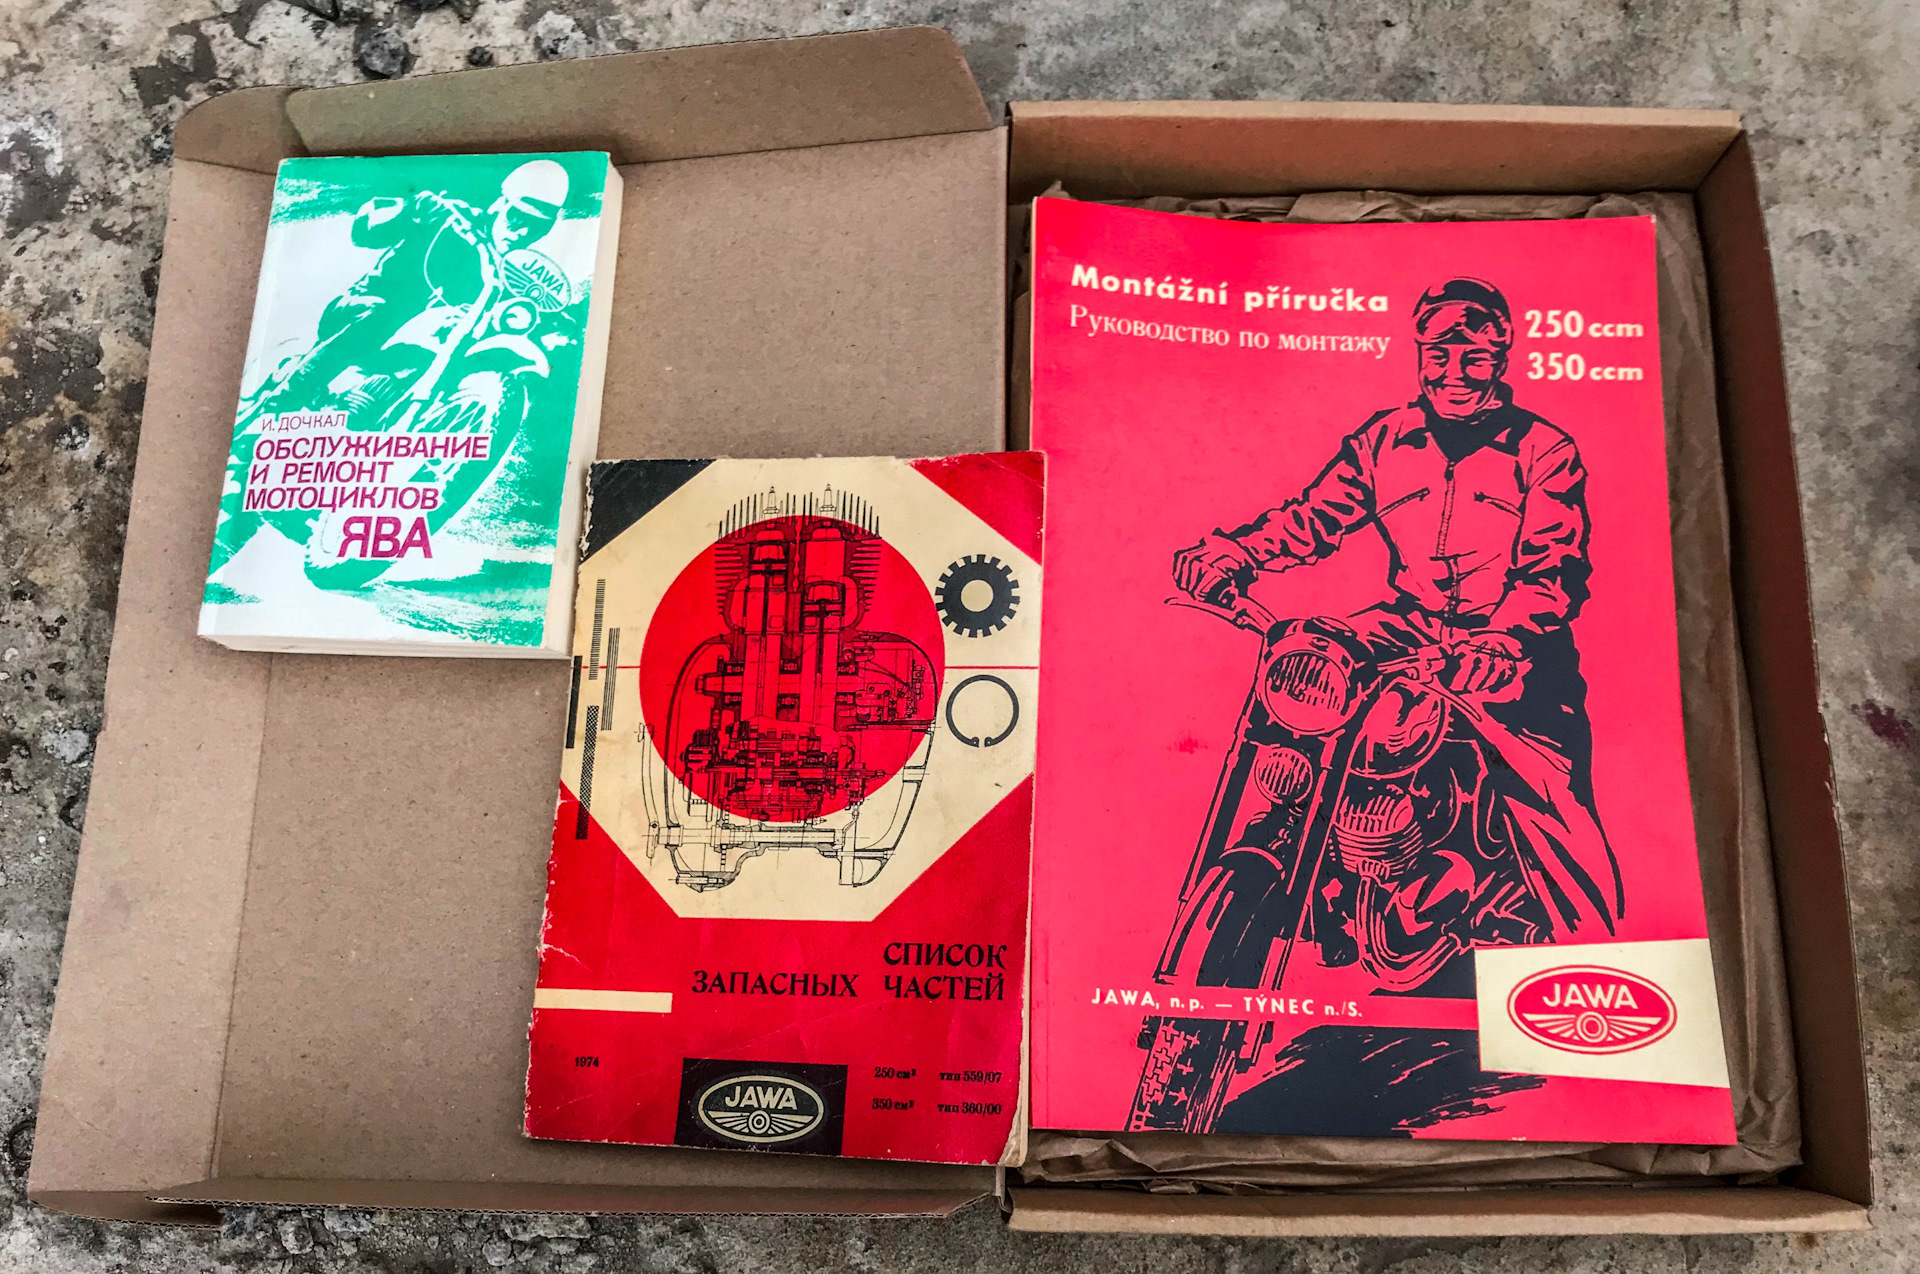 JAWA
И. ДОЧКАЛ
ОБСЛУЖИВАНИЕ
И РЕМОНТ
МОТОЦИКЛОВ
ЯВА
СПИСОК
ЗАПАСНЫХ ЧАСТЕЙ
1974
250 см³ тип 559/07
350 см³ тип 360/00
JAWA
Montážní příručka
Руководство по монтажу
250 ccm
350 ccm
JAWA, n.p. — TÝNEC n./S.
JAWA